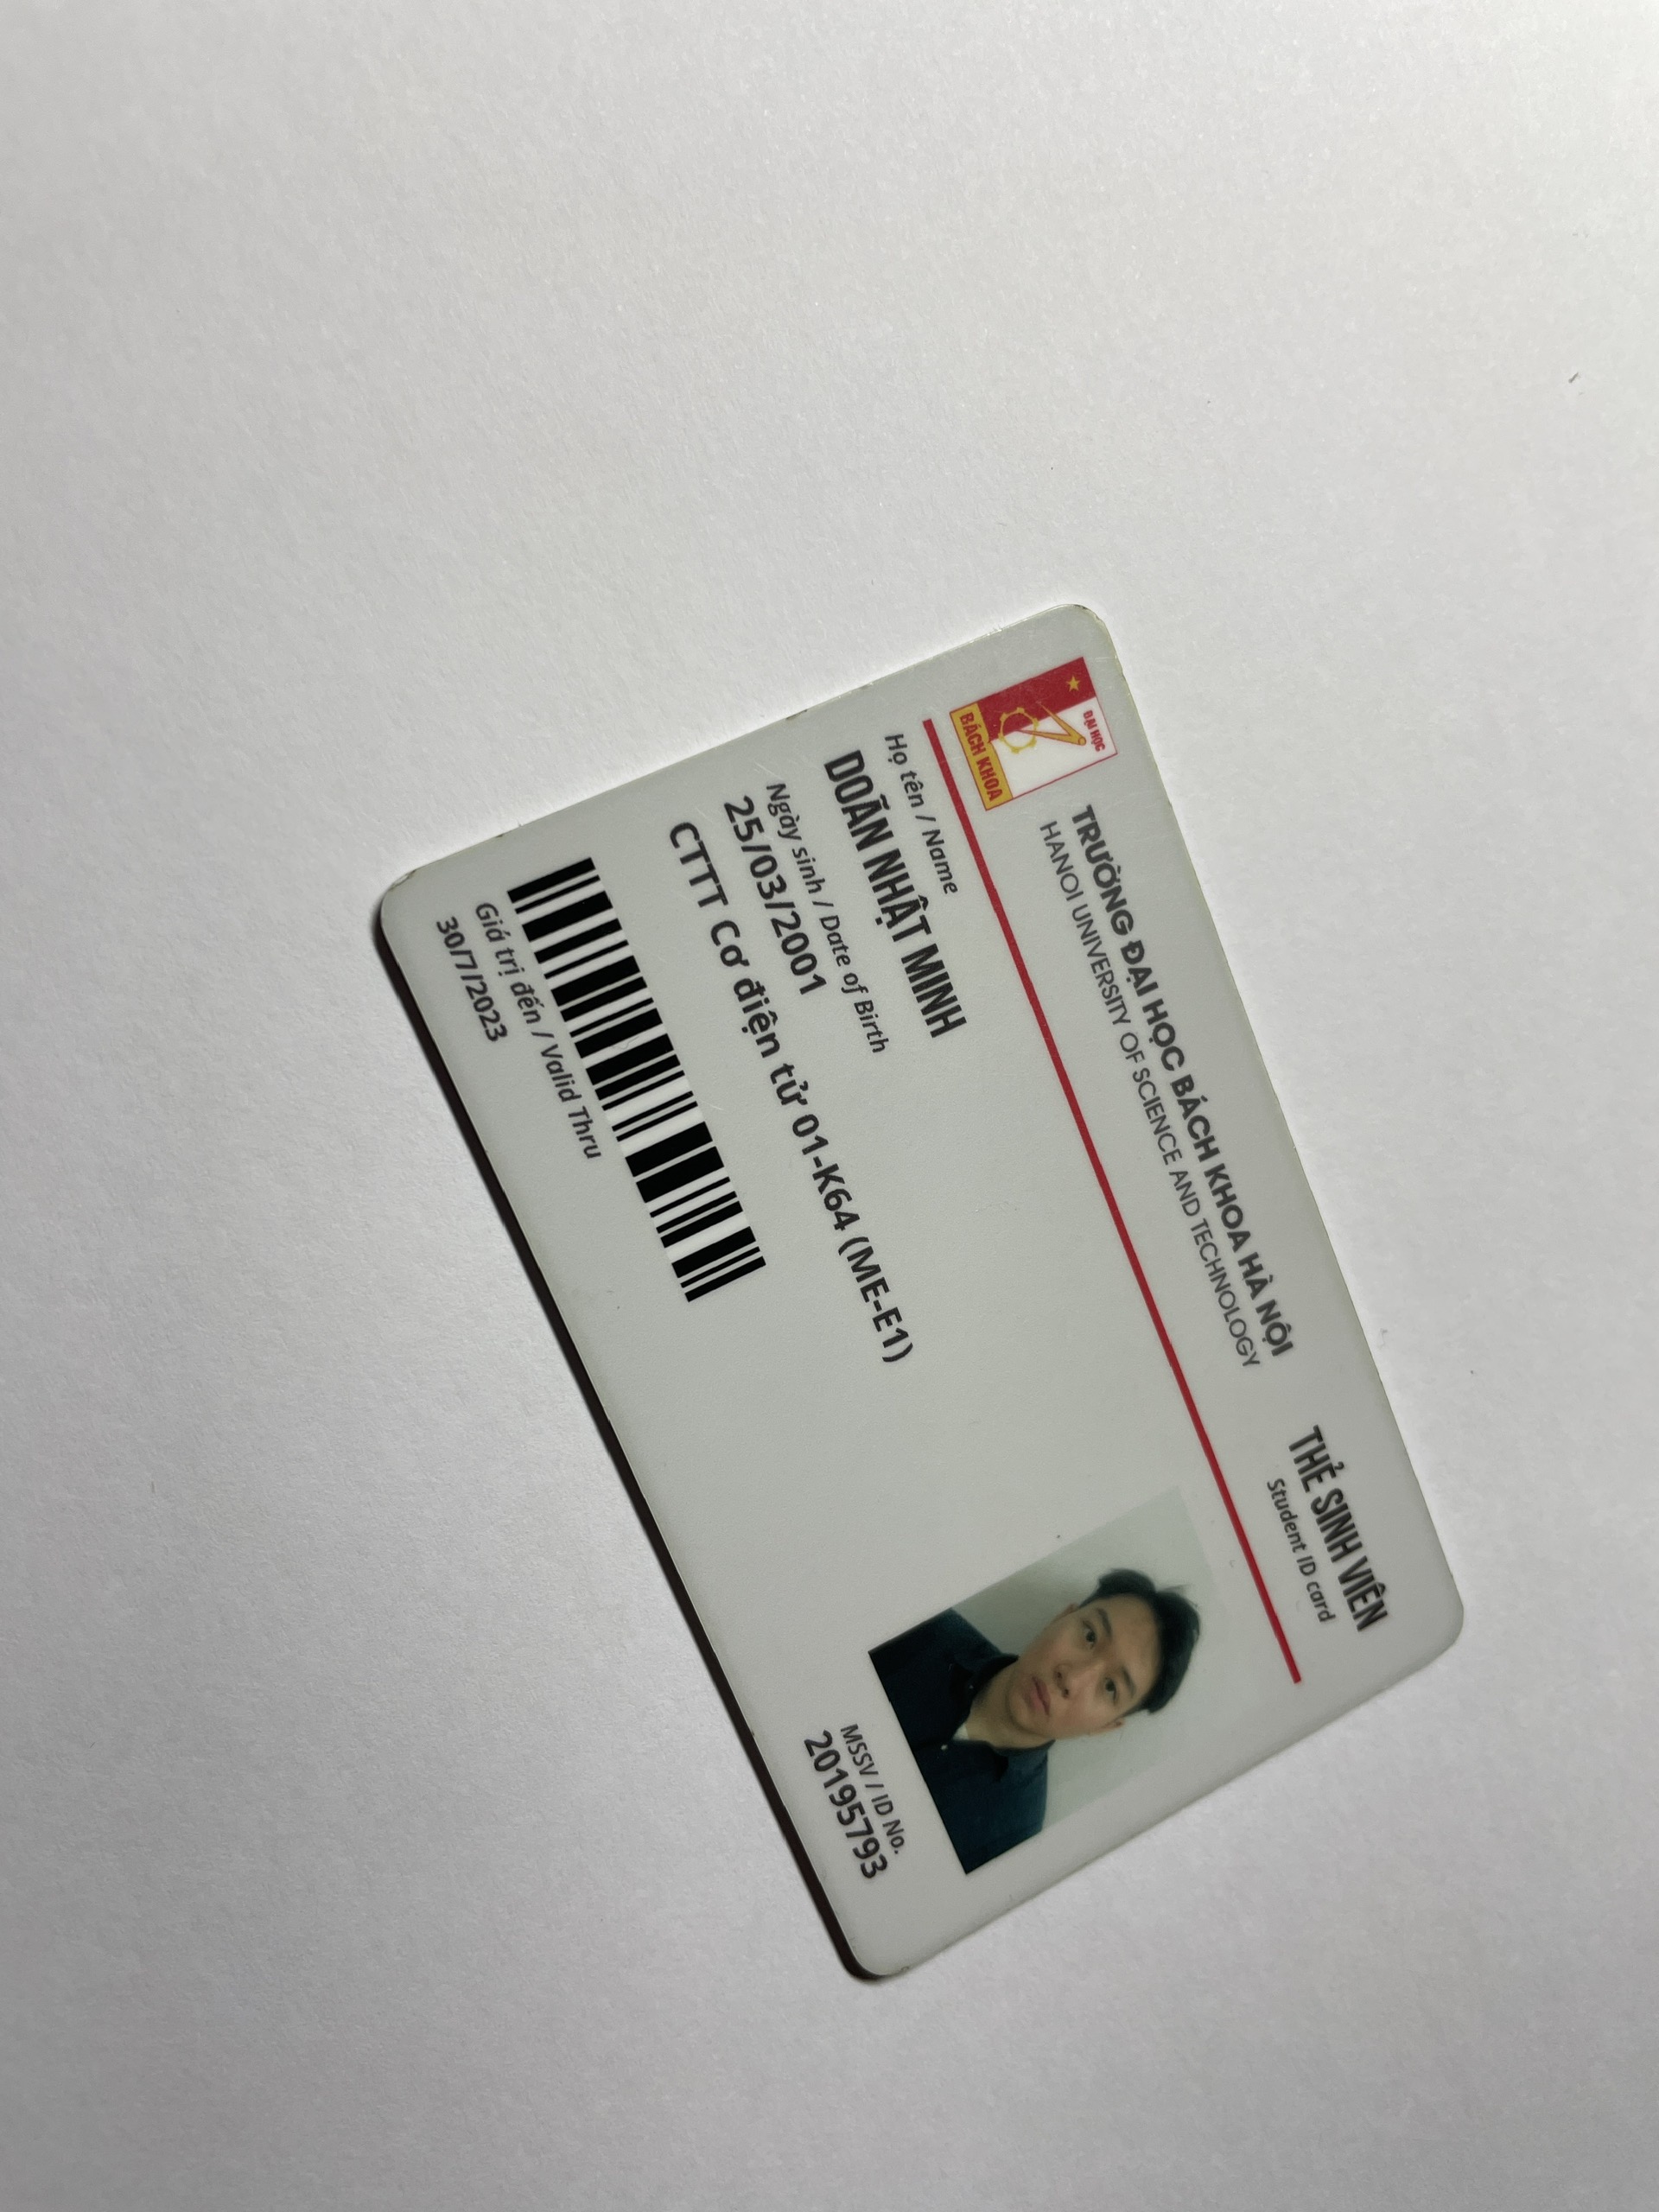 ĐẠI HỌC
BÁCH KHOA
TRƯỜNG ĐẠI HỌC BÁCH KHOA HÀ NỘI
HANOI UNIVERSITY OF SCIENCE AND TECHNOLOGY
THẺ SINH VIÊN
Student ID card
Họ tên / Name
DOÃN NHẬT MINH
Ngày sinh / Date of Birth
25/03/2001
CTTT Cơ điện tử 01-K64 (ME-E1)
Giá trị đến / Valid Thru
30/7/2023
MSSV / ID No.
20195793